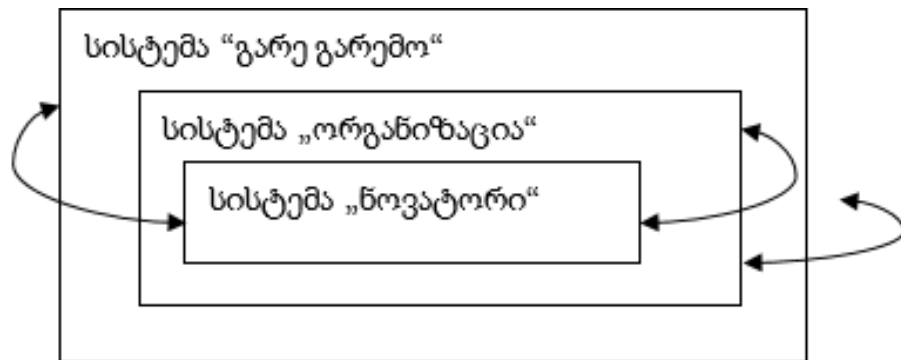 სისტემა “გარე გარემო“
სისტემა „ორგანიზაცია“
სისტემა „ნოვატორი“